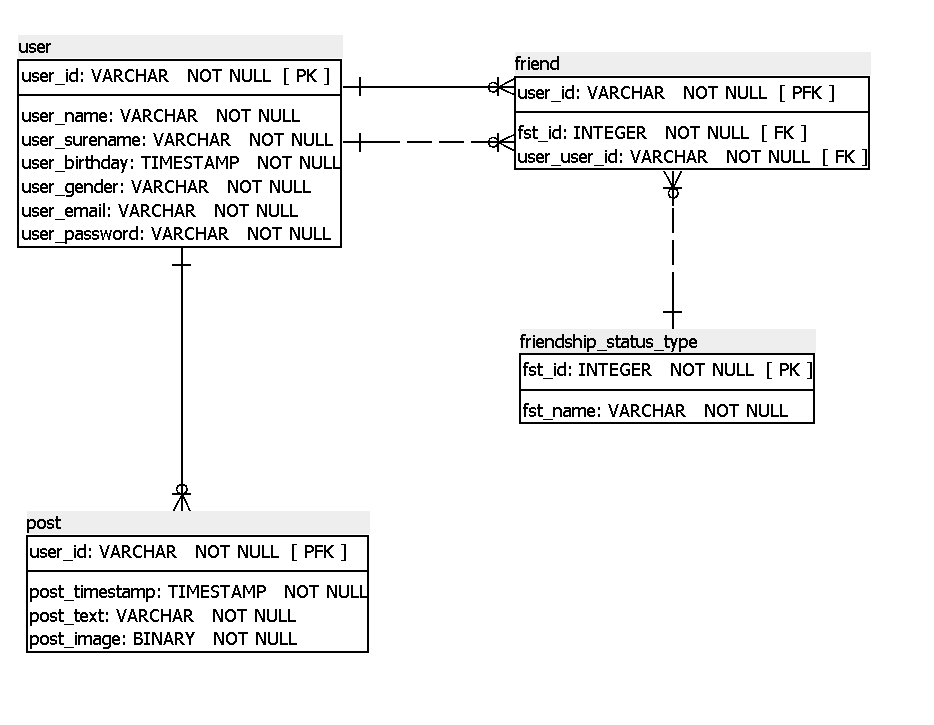 user
user_id: VARCHAR NOT NULL [ PK ]
user_name: VARCHAR NOT NULL
user_surename: VARCHAR NOT NULL
user_birthday: TIMESTAMP NOT NULL
user_gender: VARCHAR NOT NULL
user_email: VARCHAR NOT NULL
user_password: VARCHAR NOT NULL
friend
user_id: VARCHAR NOT NULL [ PFK ]
fst_id: INTEGER NOT NULL [ FK ]
user_user_id: VARCHAR NOT NULL [ FK ]
friendship_status_type
fst_id: INTEGER NOT NULL [ PK ]
fst_name: VARCHAR NOT NULL
post
user_id: VARCHAR NOT NULL [ PFK ]
post_timestamp: TIMESTAMP NOT NULL
post_text: VARCHAR NOT NULL
post_image: BINARY NOT NULL